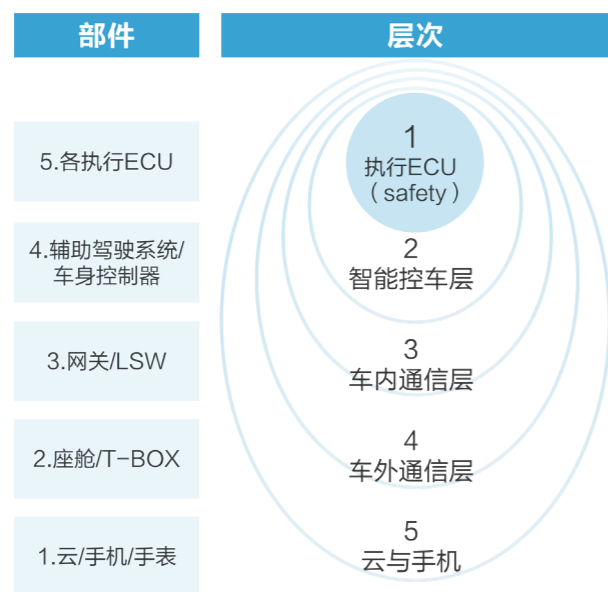 部件
层次
5.各执行ECU
1
执行ECU
（safety）
4.辅助驾驶系统/
车身控制器
2
智能控车层
3.网关/LSW
3
车内通信层
2.座舱/T-BOX
4
车外通信层
1.云/手机/手表
5
云与手机